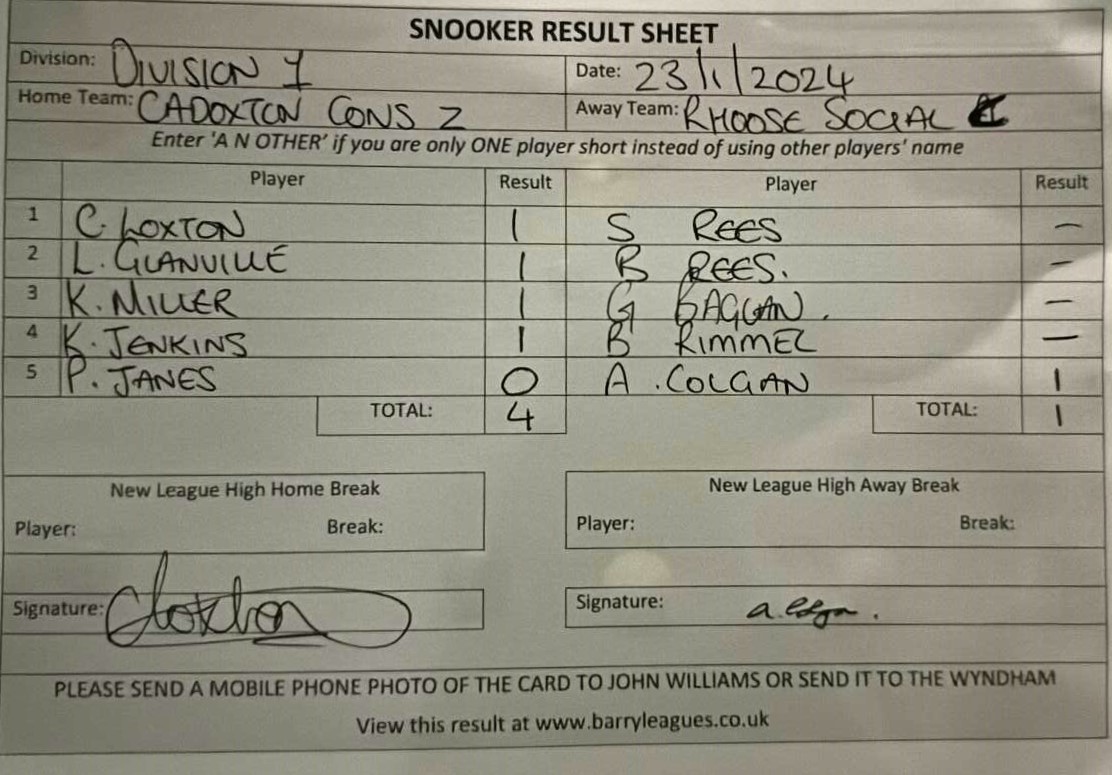 SNOOKER RESULT SHEET
Division: DIVISION 1 Date: 23/1/2024
Home Team: CADOXTON CONS 2 Away Team: RHOOSE SOCIAL
Enter 'A N OTHER' if you are only ONE player short instead of using other players' name
Player Result Player Result
1 C. LOXTON 1 S REES –
2 L. GLANVILLE 1 B REES. –
3 K. MILLER 1 G BAGGAN. –
4 K. JENKINS 1 B RIMMEL –
5 P. JANES 0 A. COLGAN 1
TOTAL: 4 TOTAL: 1
New League High Home Break New League High Away Break
Player: Break: Player: Break:
Signature: CLoxton Signature: a. Colgan.
PLEASE SEND A MOBILE PHONE PHOTO OF THE CARD TO JOHN WILLIAMS OR SEND IT TO THE WYNDHAM
View this result at www.barryleagues.co.uk